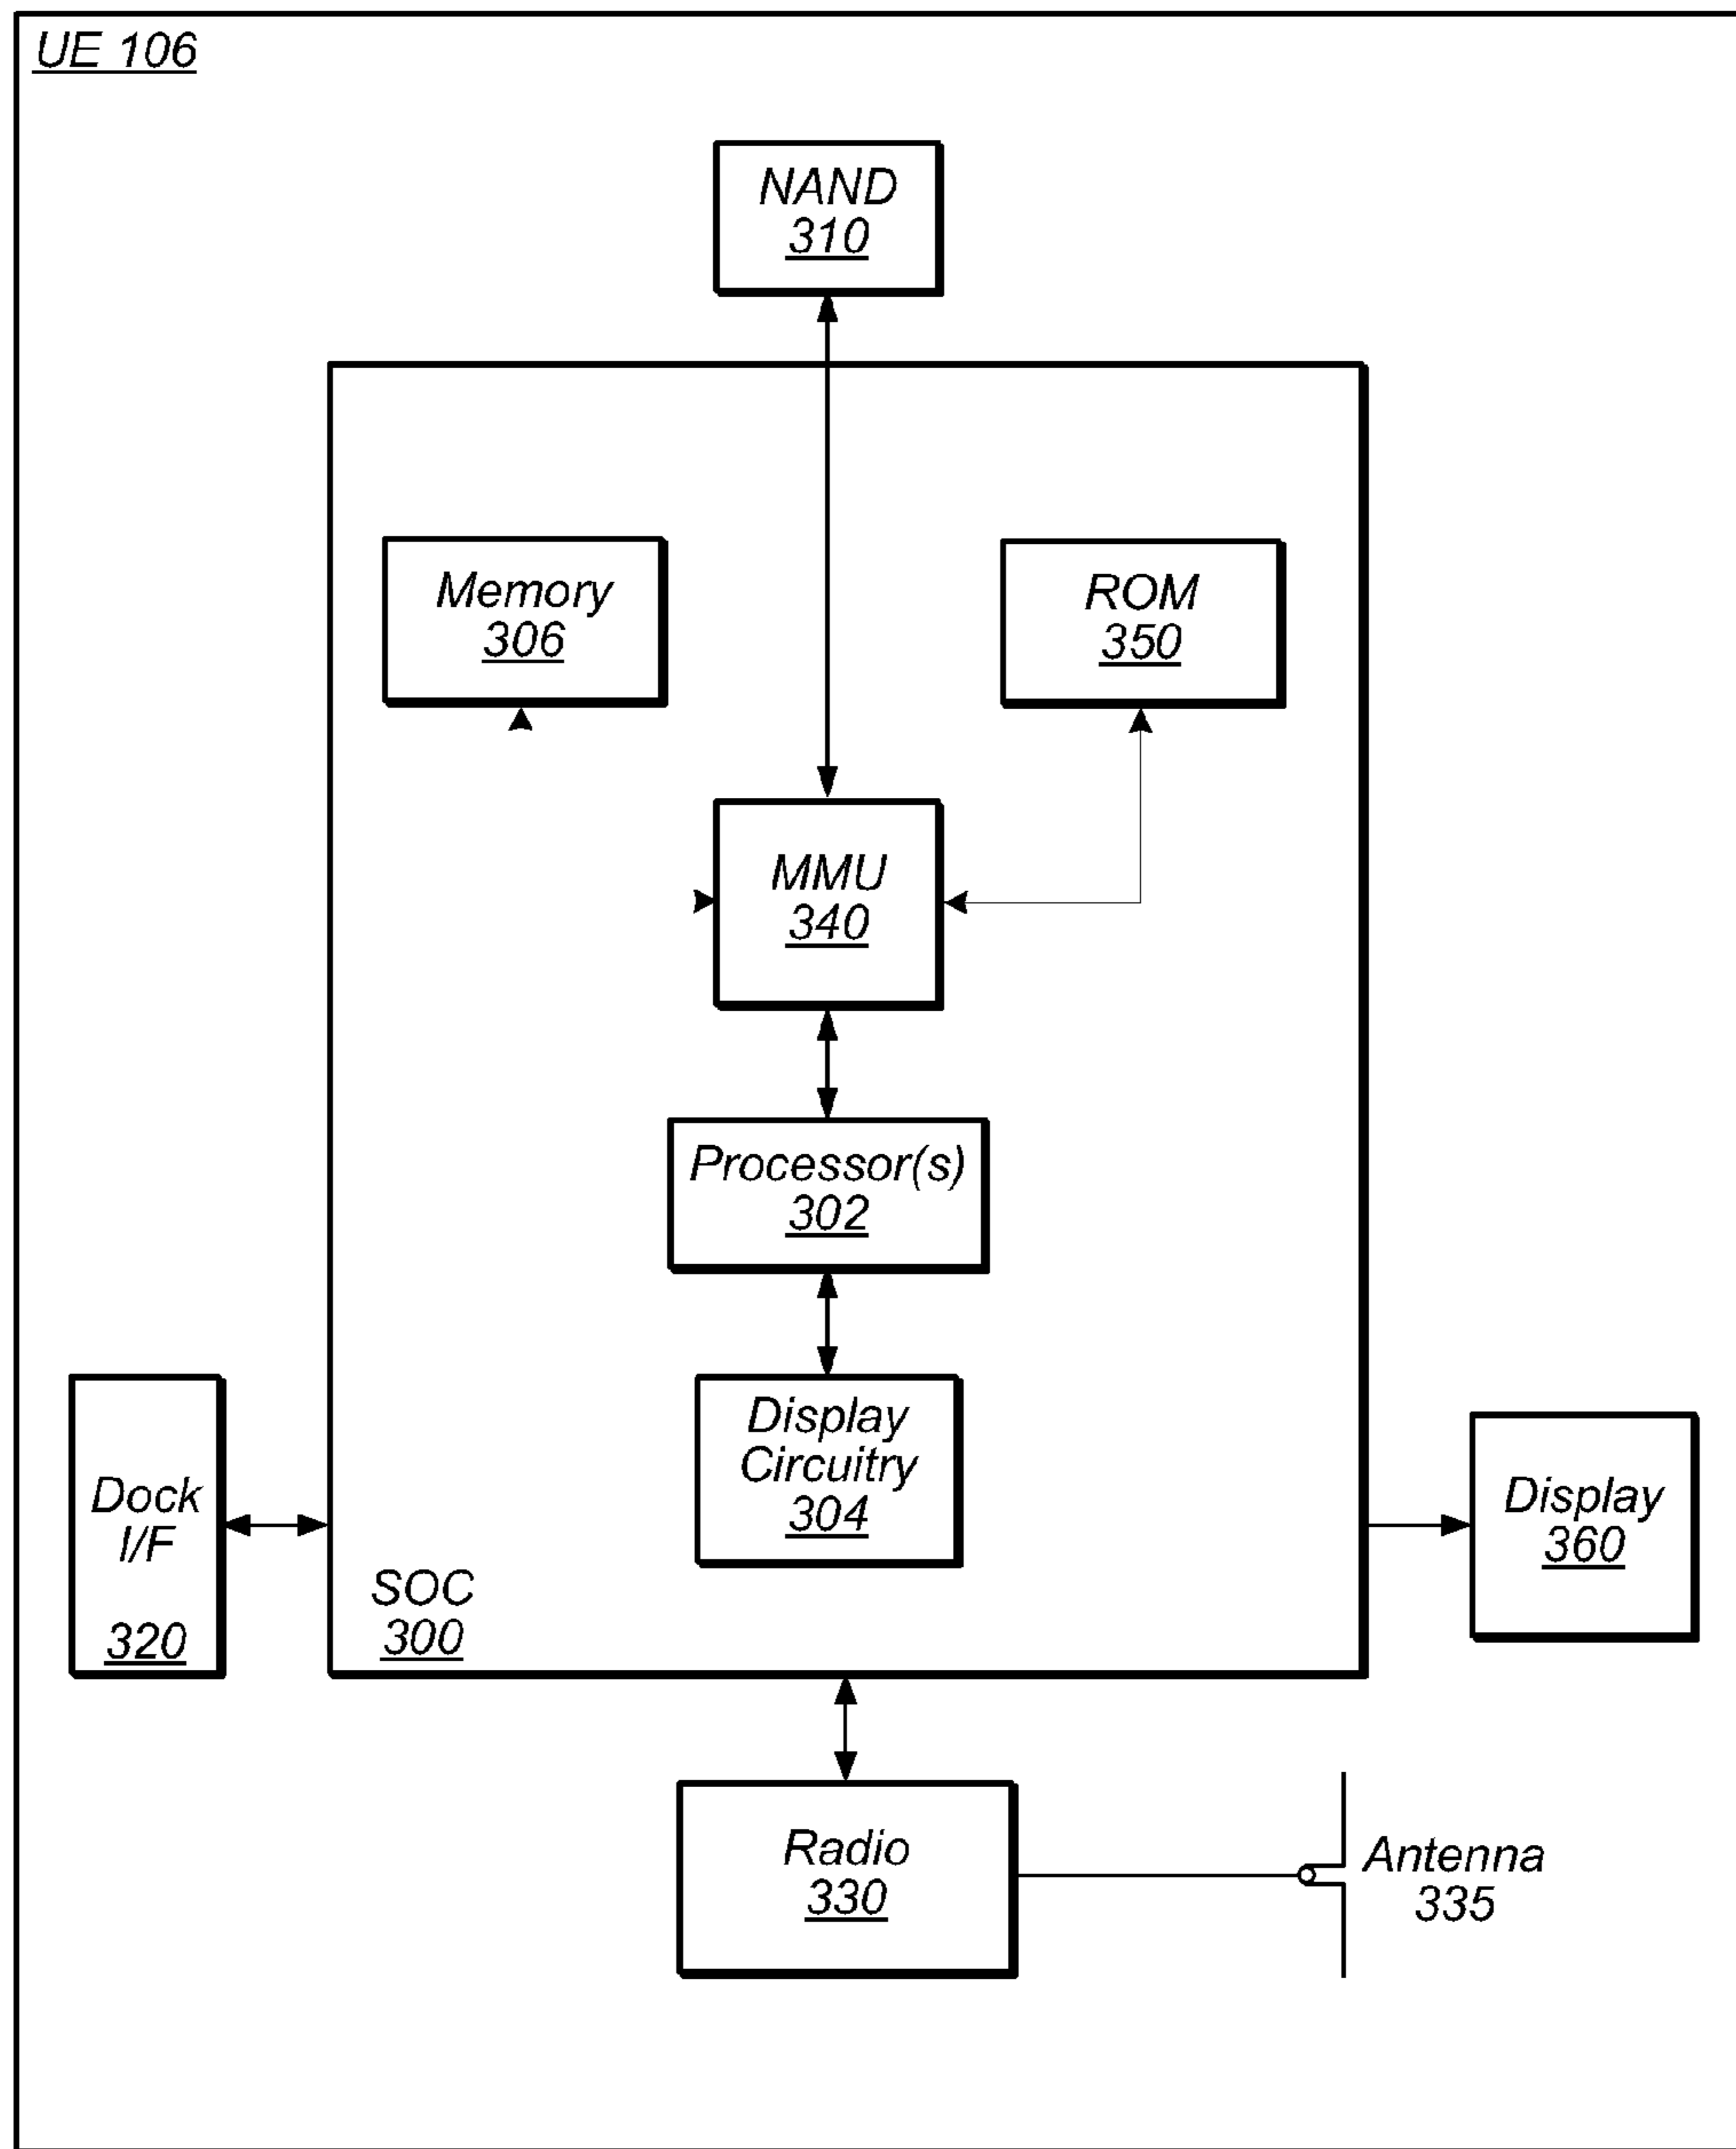 UE 106
NAND
310
Memory
306
ROM
350
MMU
340
Processor(s)
302
Display
Circuitry
304
Dock
I/F
320
SOC
300
Display
360
Radio
330
Antenna
335